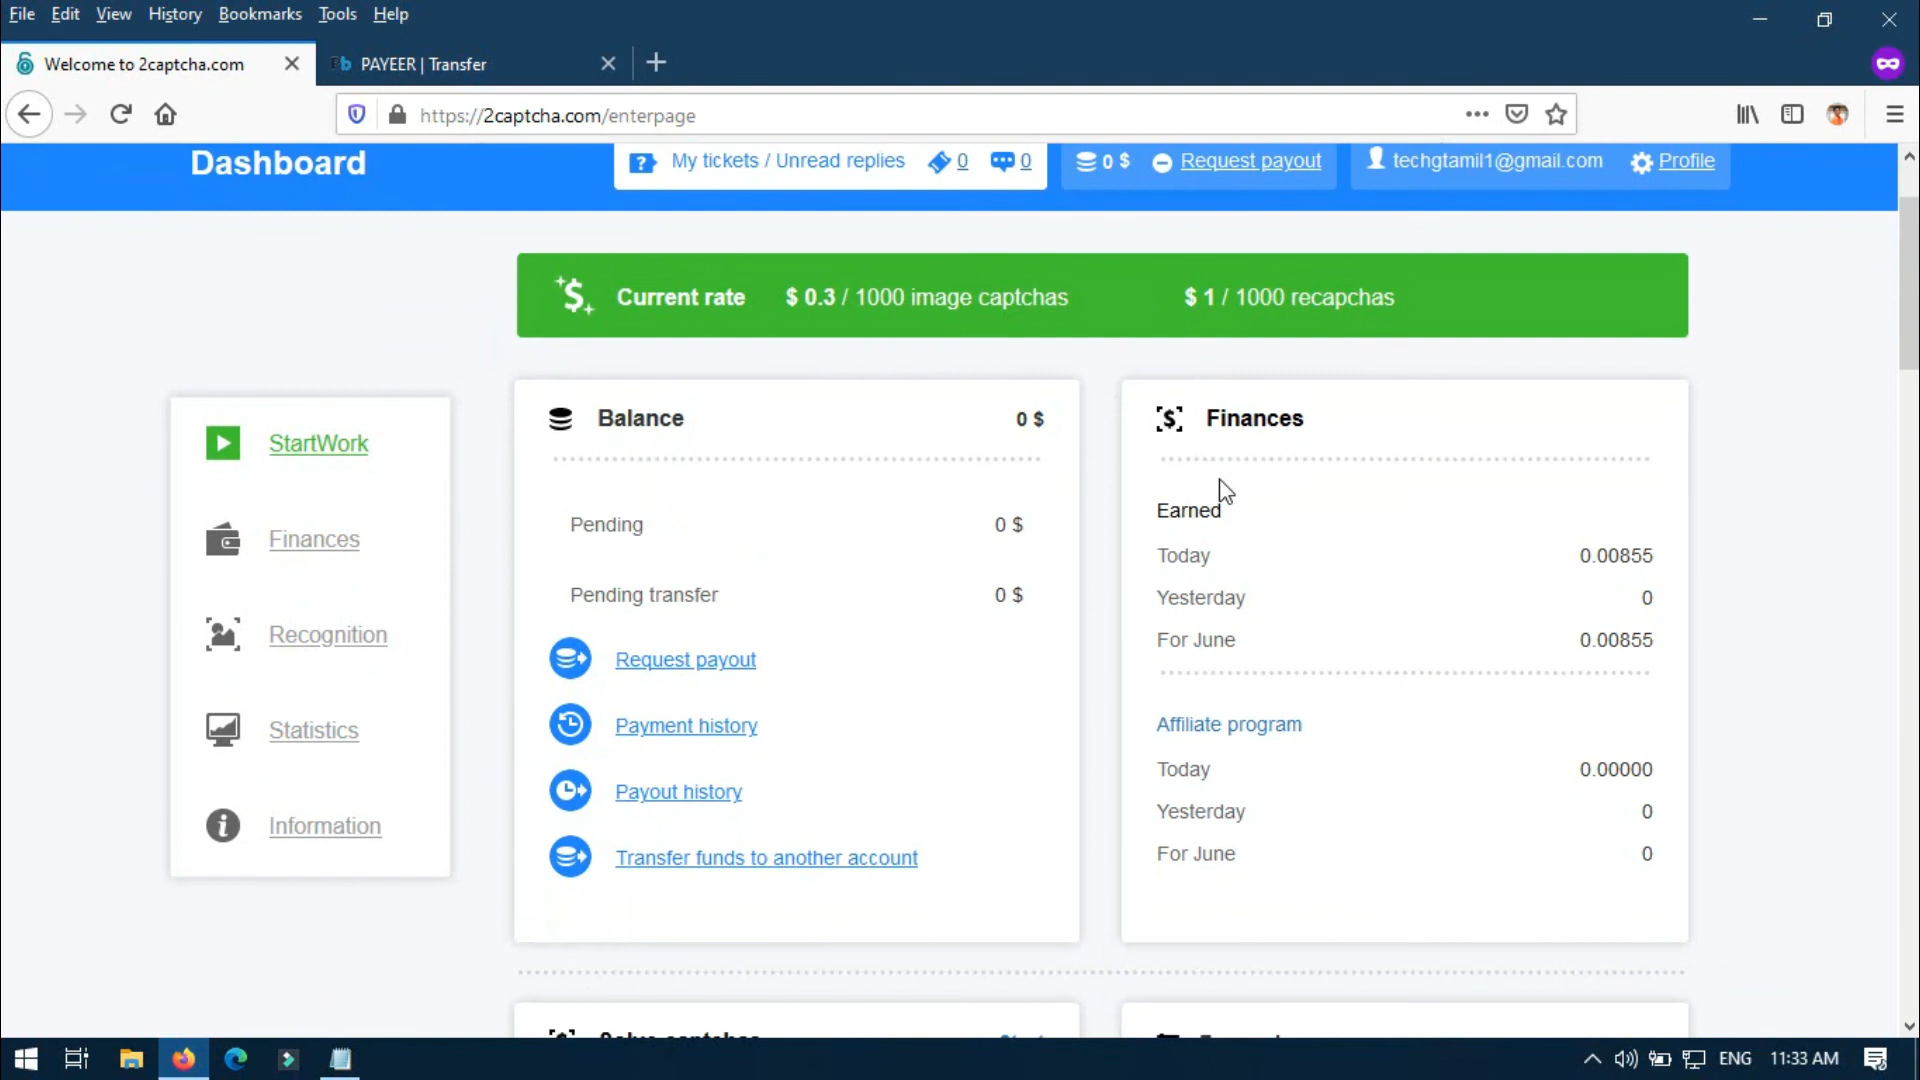 File Edit View History Bookmarks Tools Help
Welcome to 2captcha.com PAYEER | Transfer
https://2captcha.com/enterpage
Dashboard
My tickets / Unread replies 0 0
0 $ Request payout
techgtamil1@gmail.com Profile
Current rate $ 0.3 / 1000 image captchas $ 1 / 1000 recapchas
StartWork
Finances
Recognition
Statistics
Information
Balance 0 $
Pending 0 $
Pending transfer 0 $
Request payout
Payment history
Payout history
Transfer funds to another account
Finances
Earned
Today 0.00855
Yesterday 0
For June 0.00855
Affiliate program
Today 0.00000
Yesterday 0
For June 0
Solve captchas
ENG 11:33 AM